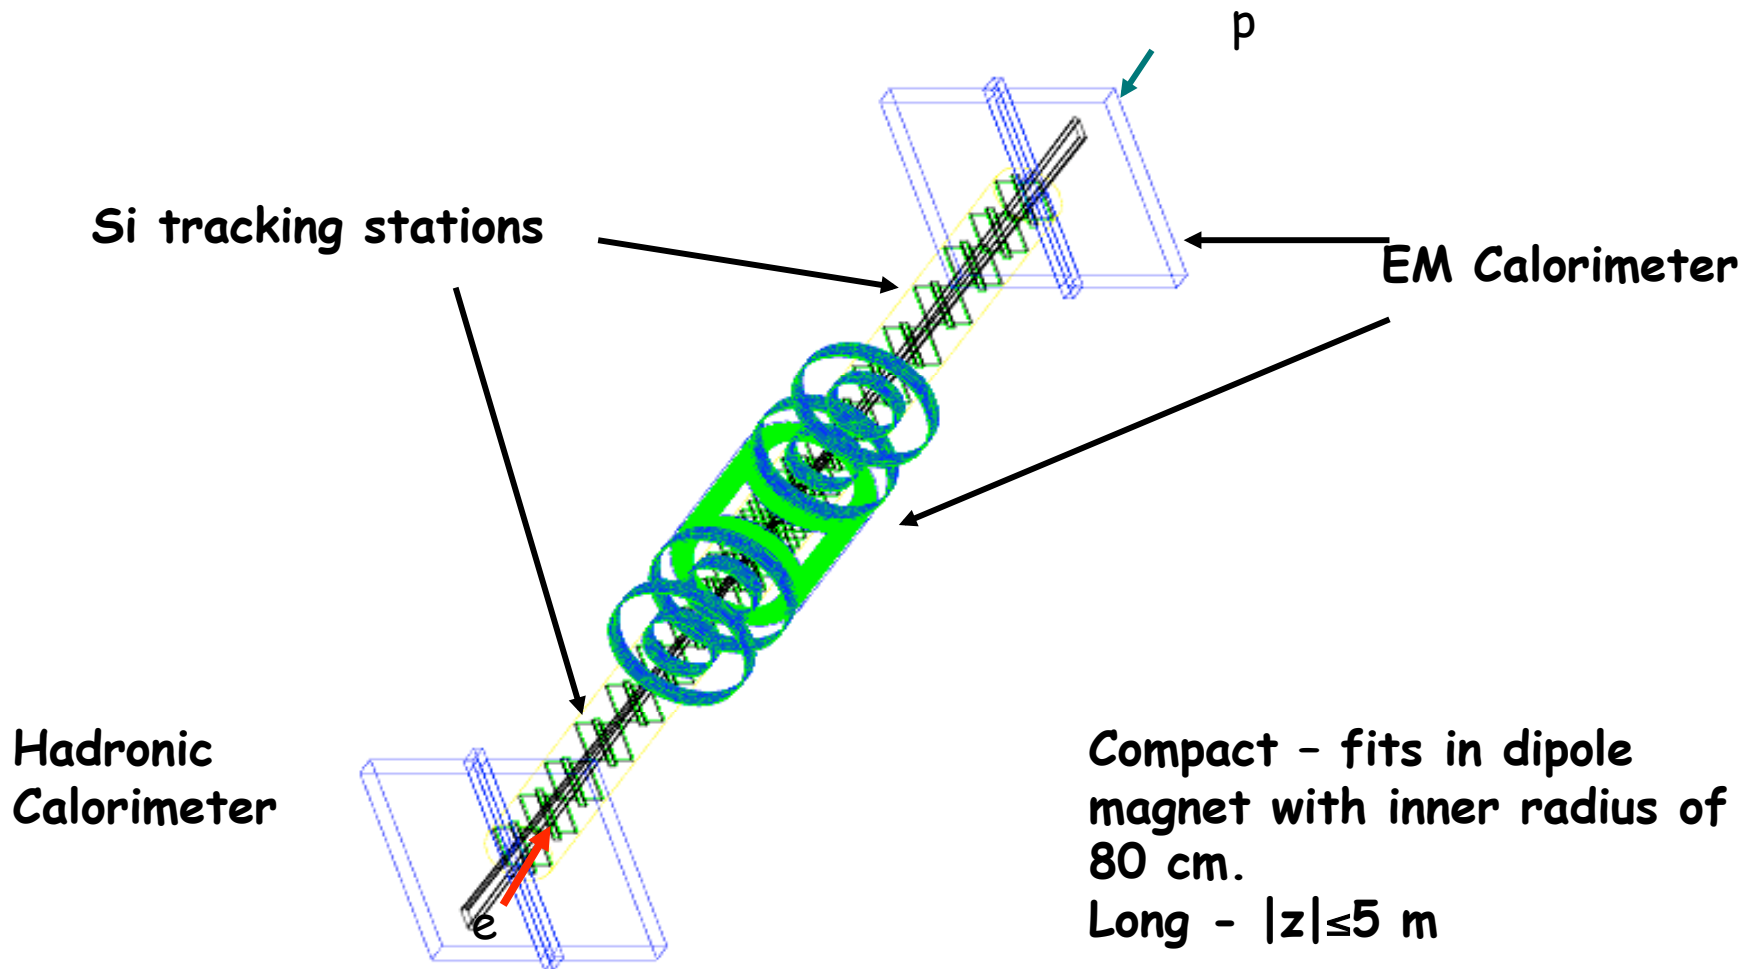 p
Si tracking stations
EM Calorimeter
Hadronic
Calorimeter
Compact – fits in dipole
magnet with inner radius of
80 cm.
Long - |z|≤5 m
e